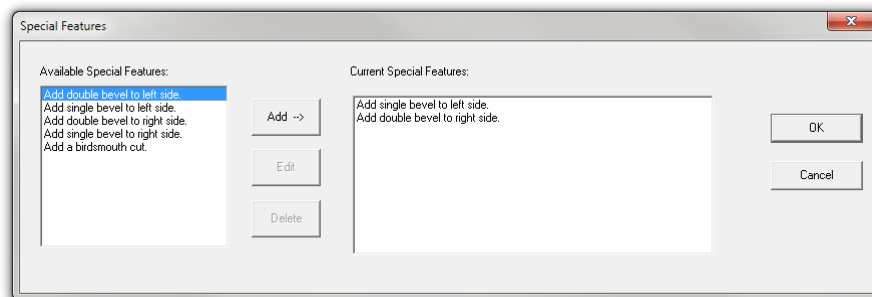 Special Features
Available Special Features:
Add double bevel to left side.
Add single bevel to left side.
Add double bevel to right side.
Add single bevel to right side.
Add a birdsmouth cut.
Add -->
Edit
Delete
Current Special Features:
Add single bevel to left side.
Add double bevel to right side.
OK
Cancel